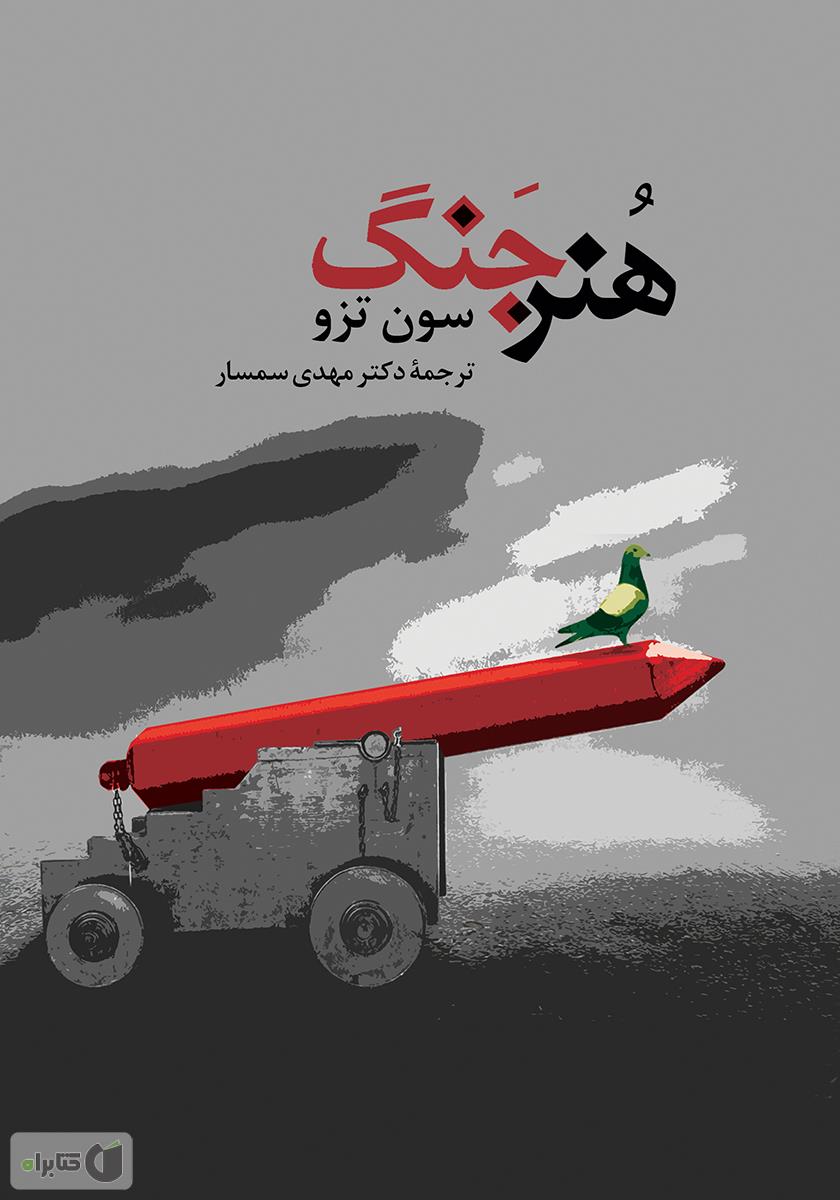 هُنر جَنگ
سون تزو
ترجمهٔ دکتر مهدی سمسار
کتابراه